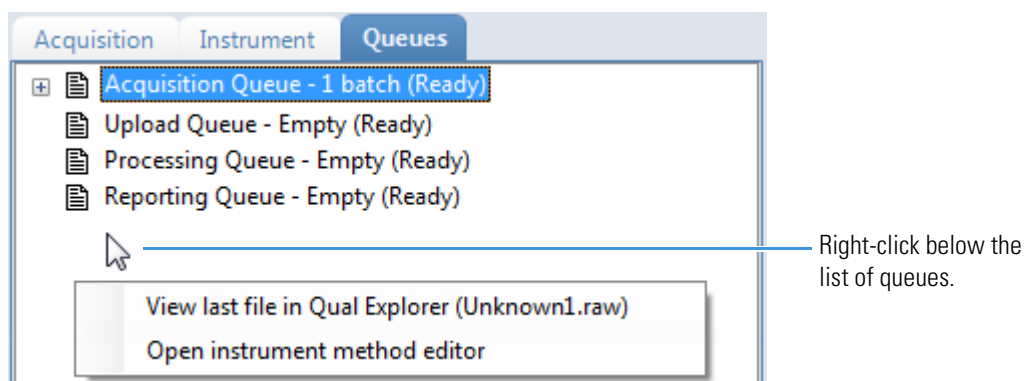 Acquisition Instrument Queues
Acquisition Queue - 1 batch (Ready)
Upload Queue - Empty (Ready)
Processing Queue - Empty (Ready)
Reporting Queue - Empty (Ready)
Right-click below the
list of queues.
View last file in Qual Explorer (Unknown1.raw)
Open instrument method editor